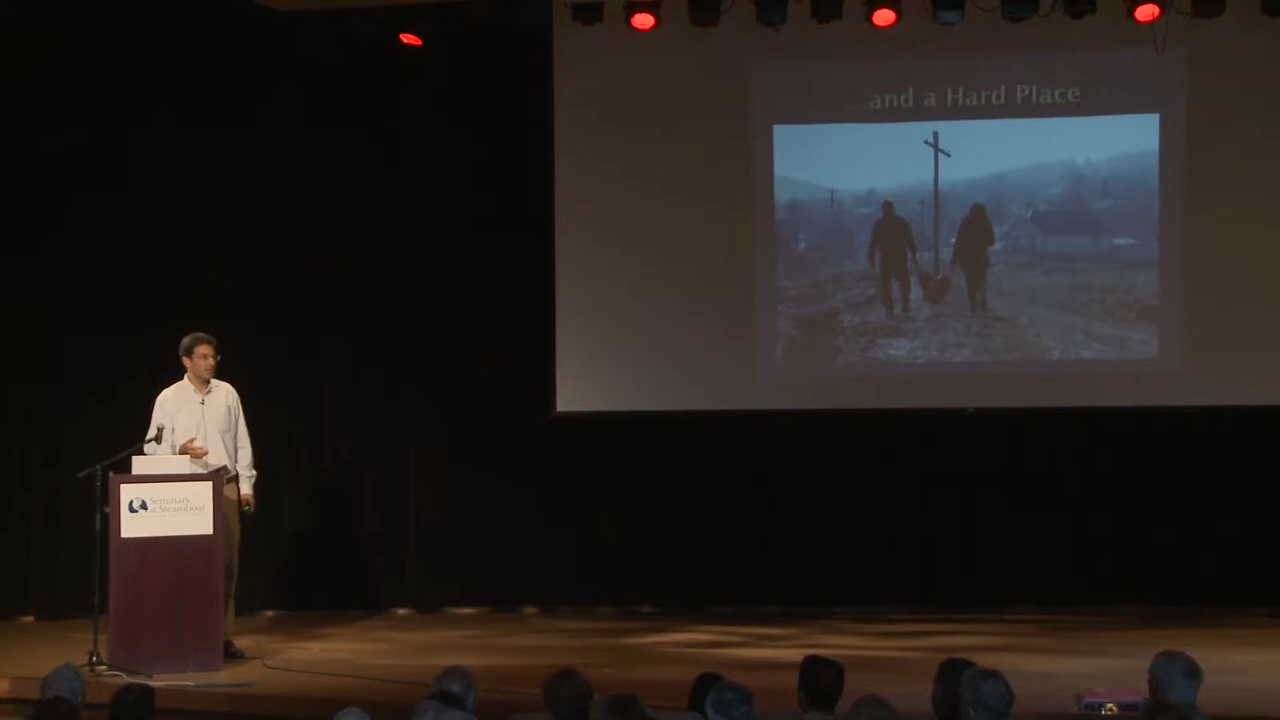 ...and a Hard Place
Seminars
at Steamboat